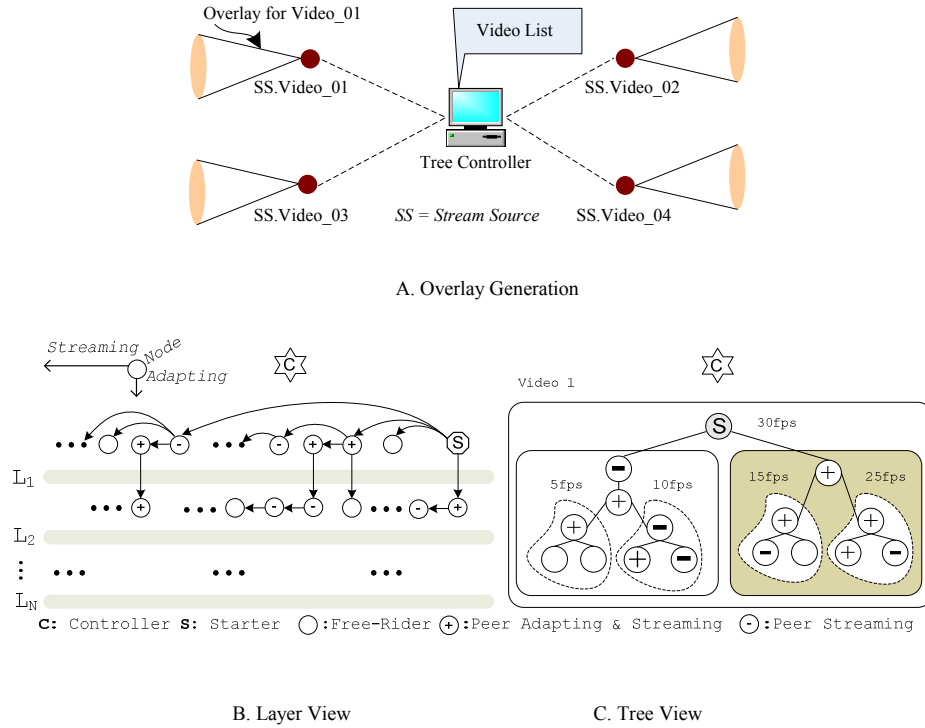 Overlay for Video_01
Video List
SS.Video_01
SS.Video_02
Tree Controller
SS.Video_03
SS = Stream Source
SS.Video_04
A. Overlay Generation
Streaming
Node
Adapting
C
S
L1
L2
LN
C
Video 1
S
30fps
5fps
10fps
15fps
25fps
C: Controller S: Starter :Free-Rider + :Peer Adapting & Streaming - :Peer Streaming
B. Layer View
C. Tree View